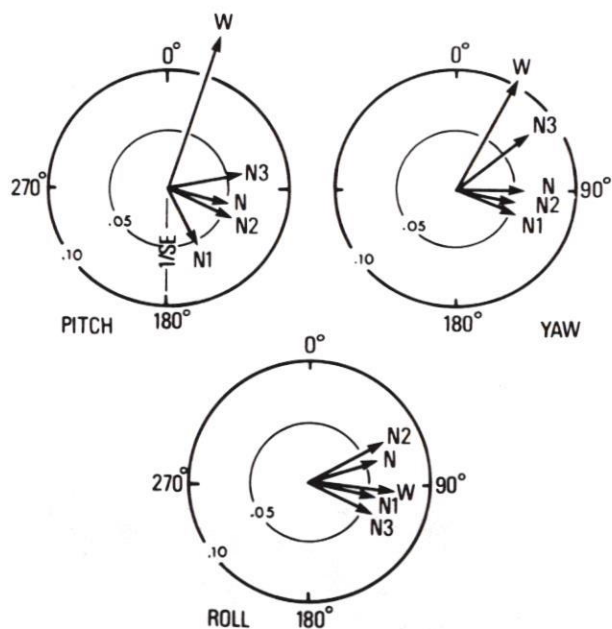 W
0°
N3
270°
N
N2
.05
1/SE
N1
.10
PITCH
180°
0°
W
N3
N
90°
N2
N1
.05
.10
180°
YAW
0°
N2
N
270°
W
90°
N1
N3
.05
.10
ROLL
180°